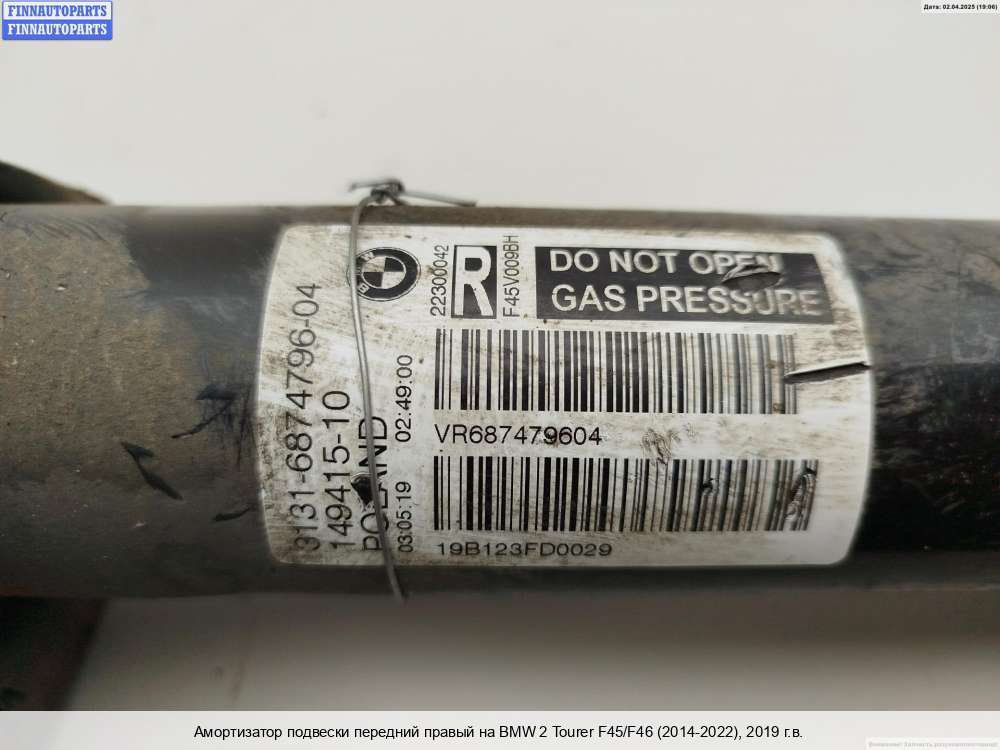 FINNAUTOPARTS
FINNAUTOPARTS
Дата: 02.04.2025 (19:06)
3131-6874796-04
149415-10
POLAND
03:05:19 02:49:00
22300042
R
F45V009BH
DO NOT OPEN
GAS PRESSURE
VR687479604
19B123FD0029
Амортизатор подвески передний правый на BMW 2 Tourer F45/F46 (2014-2022), 2019 г.в.